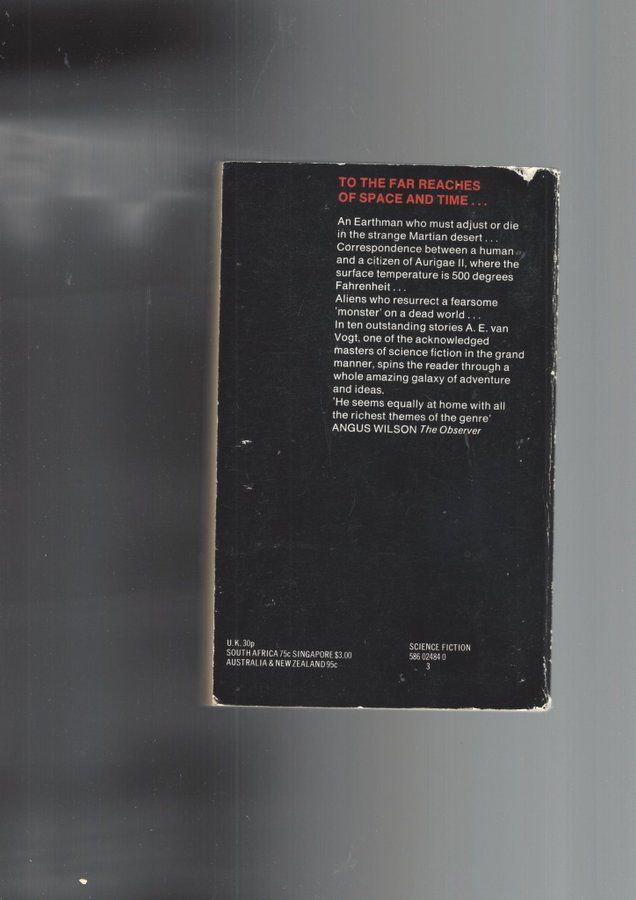 TO THE FAR REACHES
OF SPACE AND TIME...
An Earthman who must adjust or die
in the strange Martian desert...
Correspondence between a human
and a citizen of Aurigae II, where the
surface temperature is 500 degrees
Fahrenheit...
Aliens who resurrect a fearsome
'monster' on a dead world...
In ten outstanding stories A. E. van
Vogt, one of the acknowledged
masters of science fiction in the grand
manner, spins the reader through a
whole amazing galaxy of adventure
and ideas.
'He seems equally at home with all
the richest themes of the genre'
ANGUS WILSON The Observer
U.K. 30p
SOUTH AFRICA 75c SINGAPORE $3.00
AUSTRALIA & NEW ZEALAND 95c
SCIENCE FICTION
586 02484 0
3